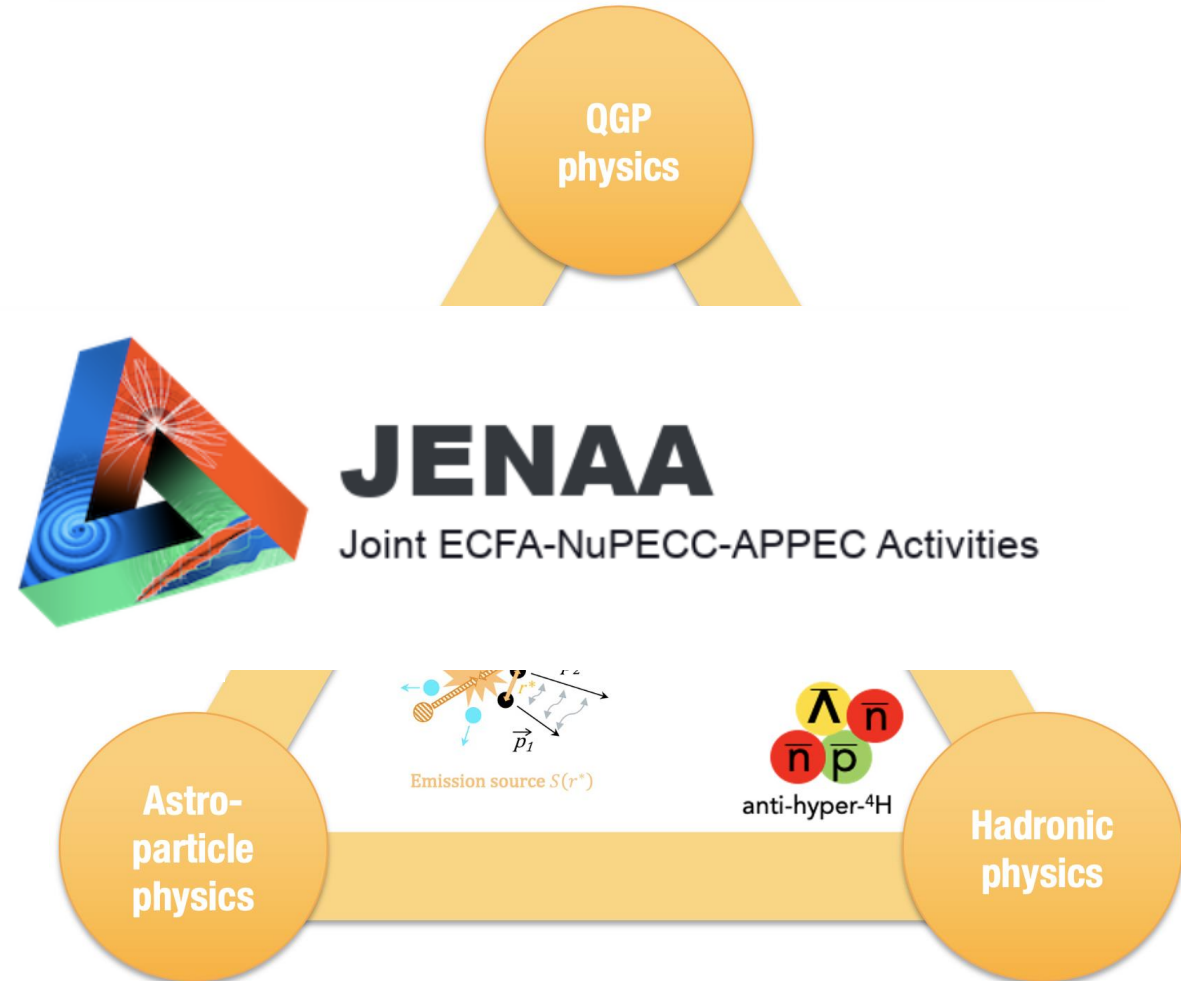 QGP
physics
JENAA
Joint ECFA-NuPECC-APPEC Activities
r*
p⃗₁
Emission source S(r*)
Λ̅ n̅
n̅ p̅
anti-hyper-⁴H
Astro-
particle
physics
Hadronic
physics